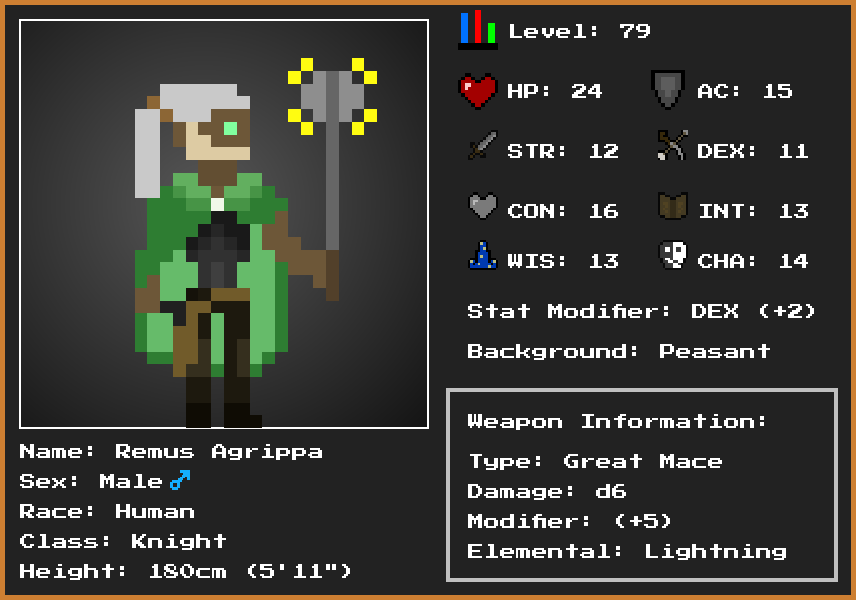 Level: 79
HP: 24
AC: 15
STR: 12
DEX: 11
CON: 16
INT: 13
WIS: 13
CHA: 14
Stat Modifier: DEX (+2)
Background: Peasant
Weapon Information:
Type: Great Mace
Damage: d6
Modifier: (+5)
Elemental: Lightning
Name: Remus Agrippa
Sex: Male♂
Race: Human
Class: Knight
Height: 180cm (5'11")